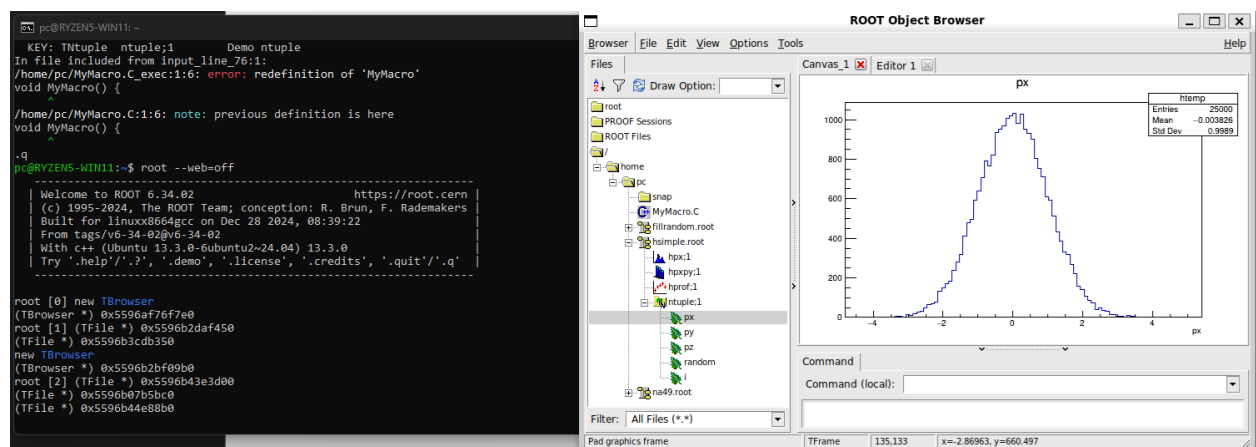 pc@RYZEN5-WIN11: ~
KEY: TNtuple ntuple;1 Demo ntuple
In file included from input_line_76:1:
/home/pc/MyMacro.C_exec:1:6: error: redefinition of 'MyMacro'
void MyMacro() {
^
/home/pc/MyMacro.C:1:6: note: previous definition is here
void MyMacro() {
^
.q
pc@RYZEN5-WIN11:~$ root --web=off
------------------------------------------------------------------
| Welcome to ROOT 6.34.02 https://root.cern |
| (c) 1995-2024, The ROOT Team; conception: R. Brun, F. Rademakers |
| Built for linuxx8664gcc on Dec 28 2024, 08:39:22 |
| From tags/v6-34-02@v6-34-02 |
| With c++ (Ubuntu 13.3.0-6ubuntu2~24.04) 13.3.0 |
| Try '.help'/'.?', '.demo', '.license', '.credits', '.quit'/'.q' |
------------------------------------------------------------------
root [0] new TBrowser
(TBrowser *) 0x5596af76f7e0
root [1] (TFile *) 0x5596b2daf450
(TFile *) 0x5596b3cdb350
new TBrowser
(TBrowser *) 0x5596b2bf09b0
root [2] (TFile *) 0x5596b43e3d00
(TFile *) 0x5596b07b5bc0
(TFile *) 0x5596b44e88b0
ROOT Object Browser
Browser File Edit View Options Tools Help
Files
Draw Option:
root
PROOF Sessions
ROOT Files
/
home
pc
snap
MyMacro.C
fillrandom.root
hsimple.root
hpx;1
hpxpy;1
hprof;1
ntuple;1
px
py
pz
random
i
na49.root
Filter: All Files (*.*)
Canvas_1 Editor 1
px
htemp
Entries 25000
Mean -0.003826
Std Dev 0.9989
1000
800
600
400
200
0
-4 -2 0 2 4
px
Command
Command (local):
Pad graphics frame TFrame 135,133 x=-2.86963, y=660.497